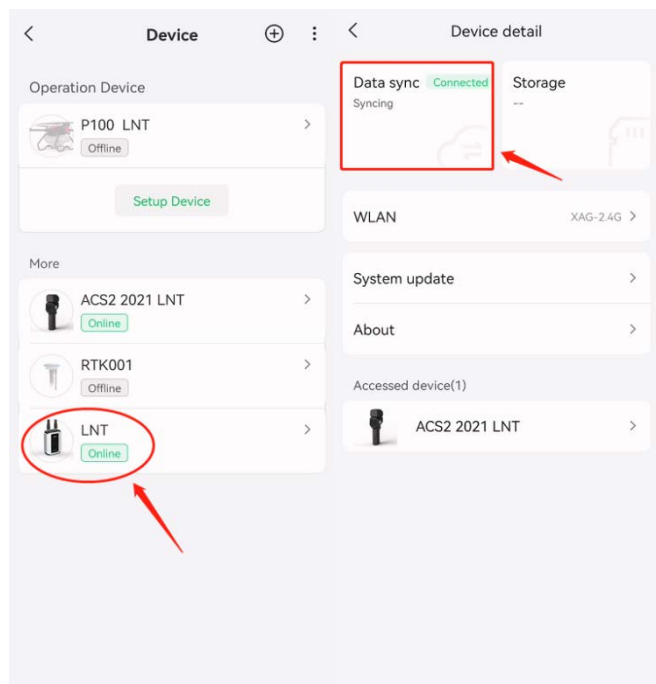 Device
Operation Device
P100 LNT
Offline
Setup Device
More
ACS2 2021 LNT
Online
RTK001
Offline
LNT
Online
Device detail
Data sync Connected
Syncing
Storage
--
WLAN XAG-2.4G
System update
About
Accessed device(1)
ACS2 2021 LNT